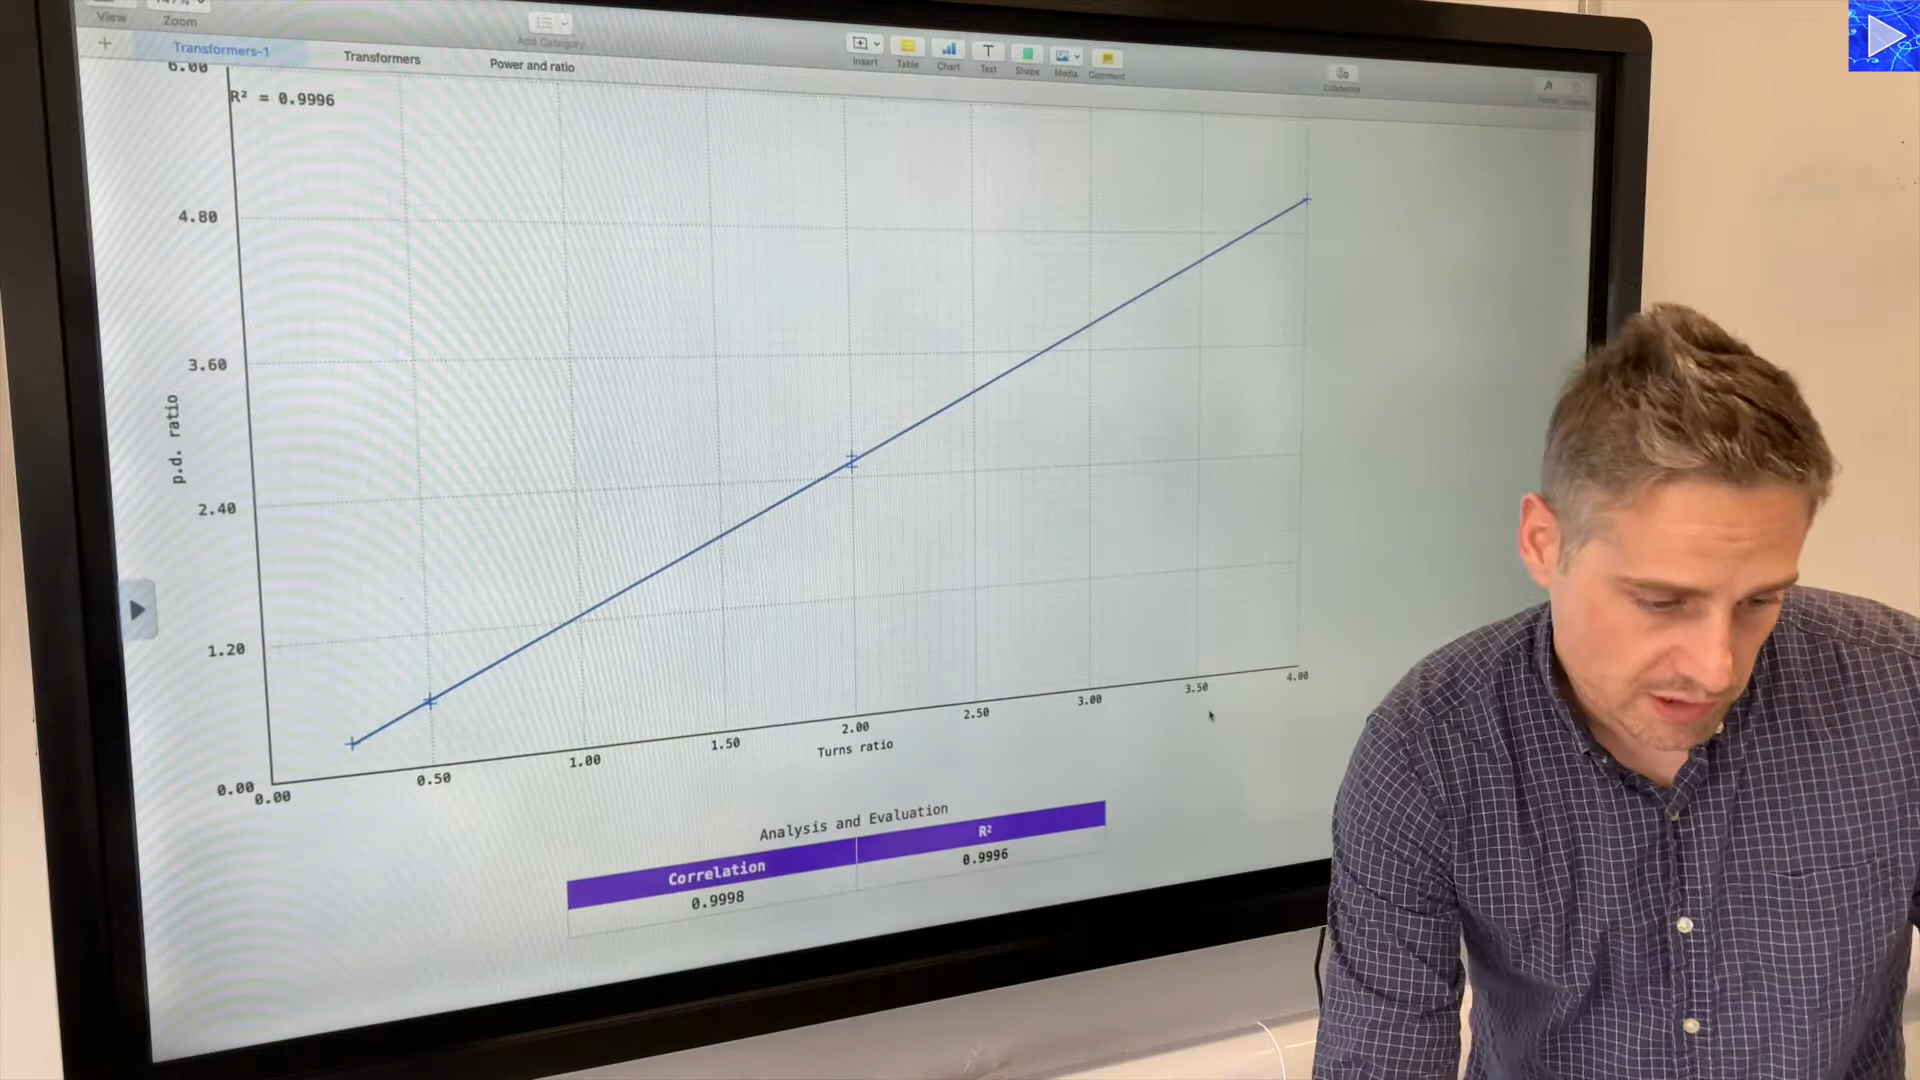 View
Zoom
Add Category
Insert
Table
Chart
Text
Shape
Media
Comment
Collaborate
Transformers-1
Transformers
Power and ratio
6.00
R² = 0.9996
4.80
3.60
p.d. ratio
2.40
1.20
0.00
0.00
0.50
1.00
1.50
2.00
2.50
3.00
3.50
4.00
Turns ratio
Analysis and Evaluation
Correlation
R²
0.9998
0.9996